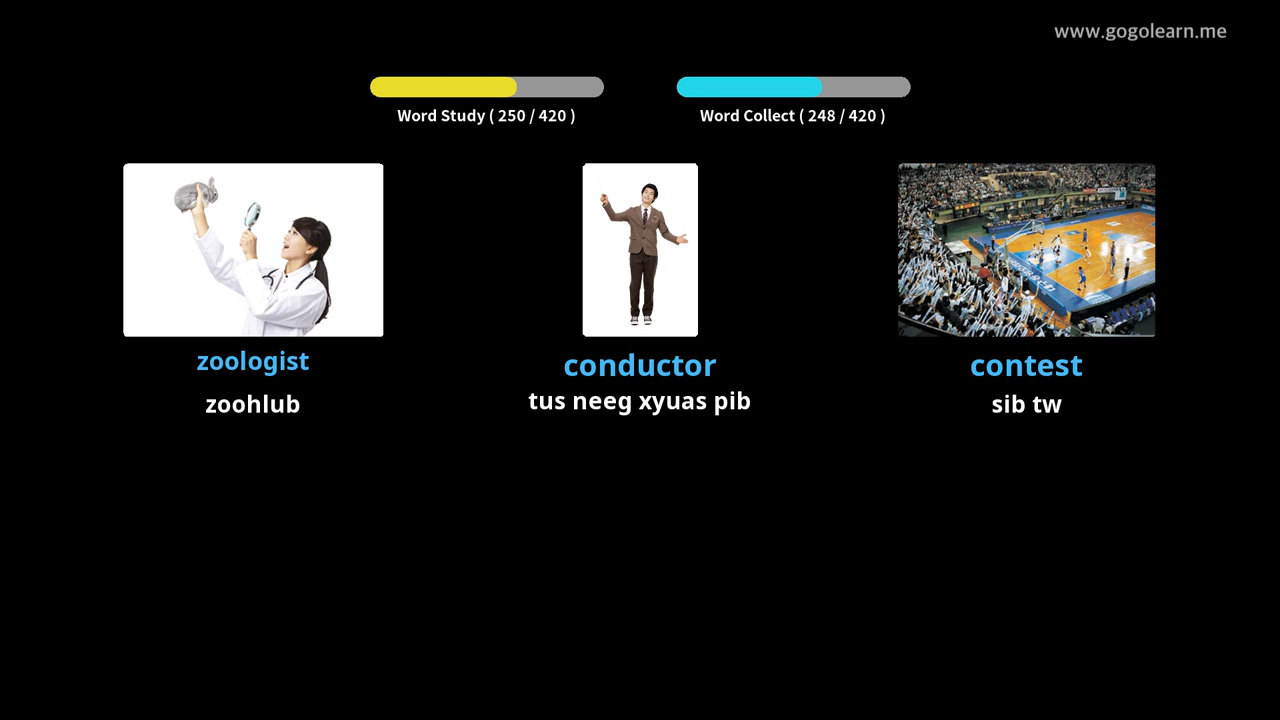 www.gogolearn.me
Word Study ( 250 / 420 )
Word Collect ( 248 / 420 )
zoologist
zoohlub
conductor
tus neeg xyuas pib
contest
sib tw